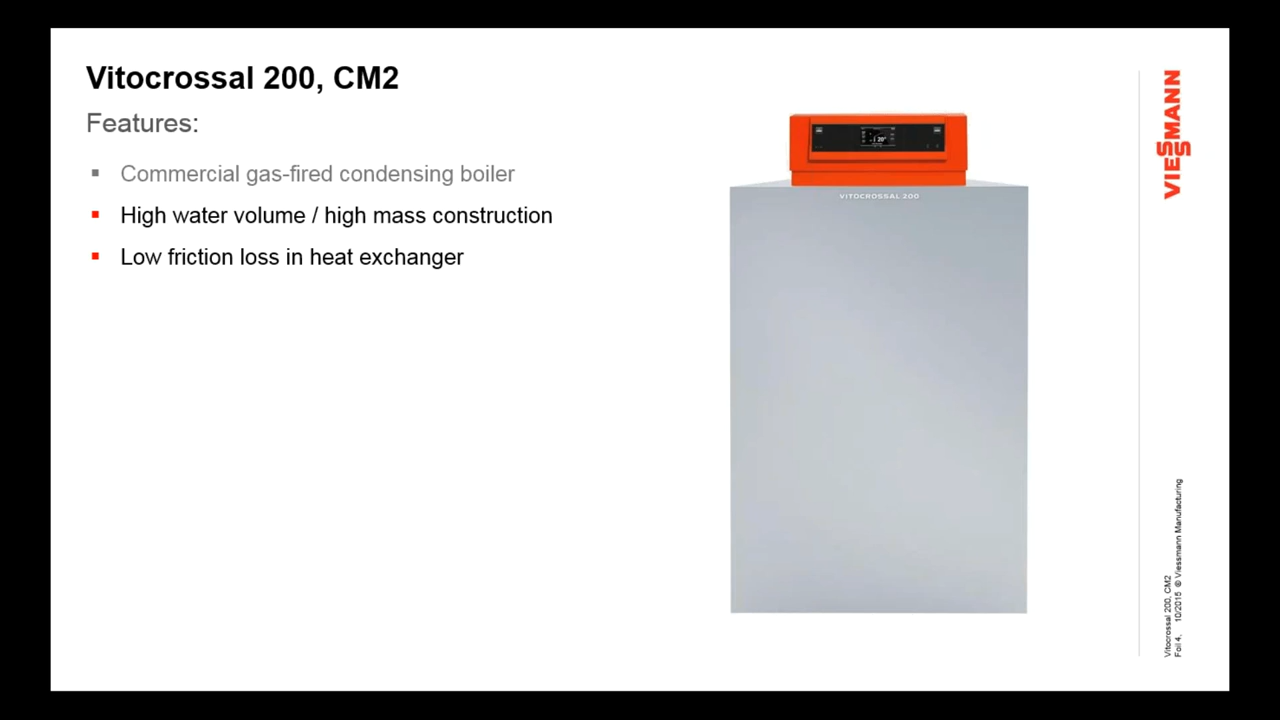 Vitocrossal 200, CM2
Features:
▪ Commercial gas-fired condensing boiler
▪ High water volume / high mass construction
▪ Low friction loss in heat exchanger
VITOCROSSAL 200
VIESSMANN
Vitocrossal 200, CM2
Foil 4, 10/2015 © Viessmann Manufacturing